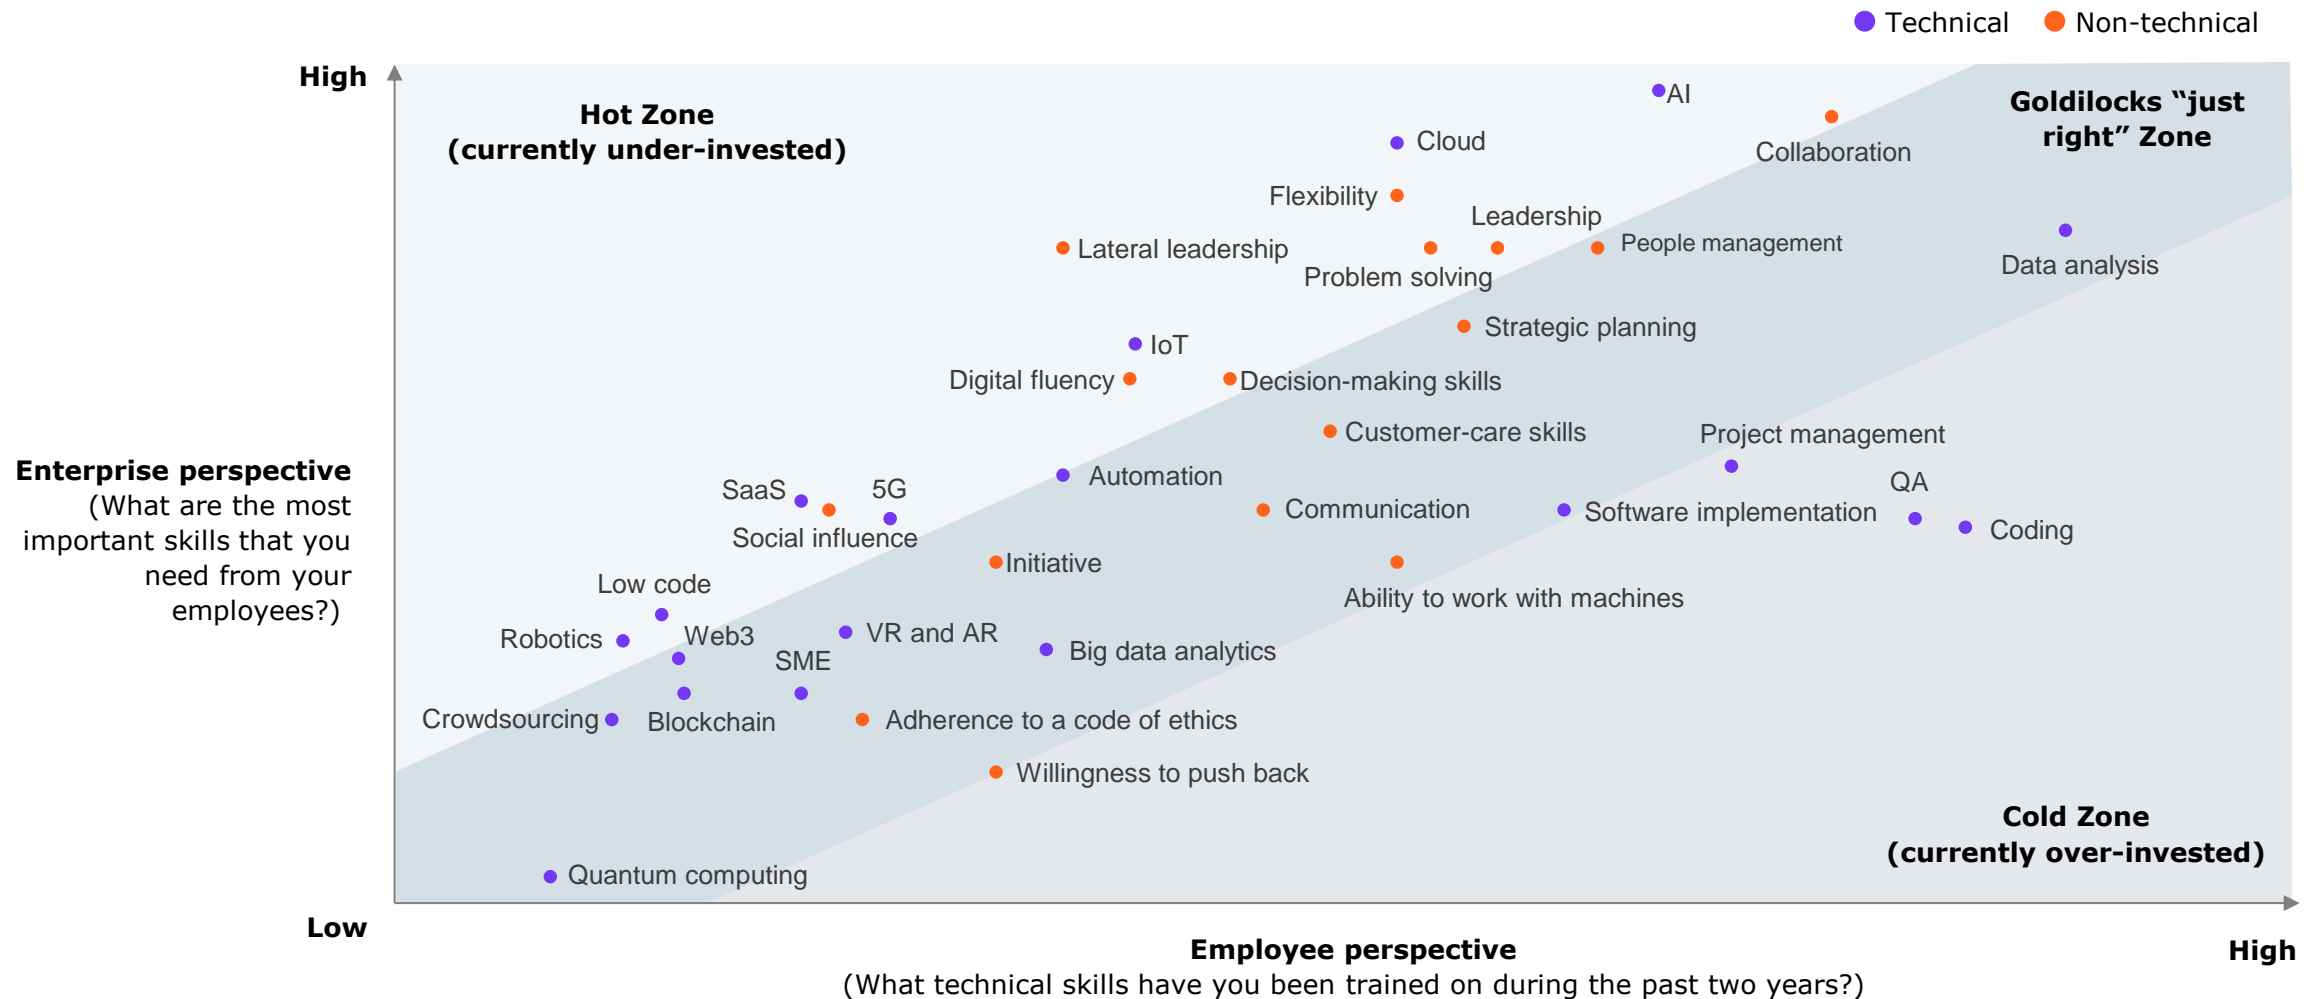 Technical
Non-technical
High
Hot Zone
(currently under-invested)
Goldilocks “just
right” Zone
AI
Cloud
Collaboration
Flexibility
Leadership
Lateral leadership
People management
Problem solving
Data analysis
Strategic planning
IoT
Digital fluency
Decision-making skills
Customer-care skills
Project management
Enterprise perspective
(What are the most
important skills that you
need from your
employees?)
Automation
SaaS
5G
QA
Communication
Software implementation
Coding
Social influence
Initiative
Low code
Ability to work with machines
Robotics
Web3
VR and AR
SME
Big data analytics
Crowdsourcing
Blockchain
Adherence to a code of ethics
Willingness to push back
Cold Zone
(currently over-invested)
Quantum computing
Low
Employee perspective
High
(What technical skills have you been trained on during the past two years?)